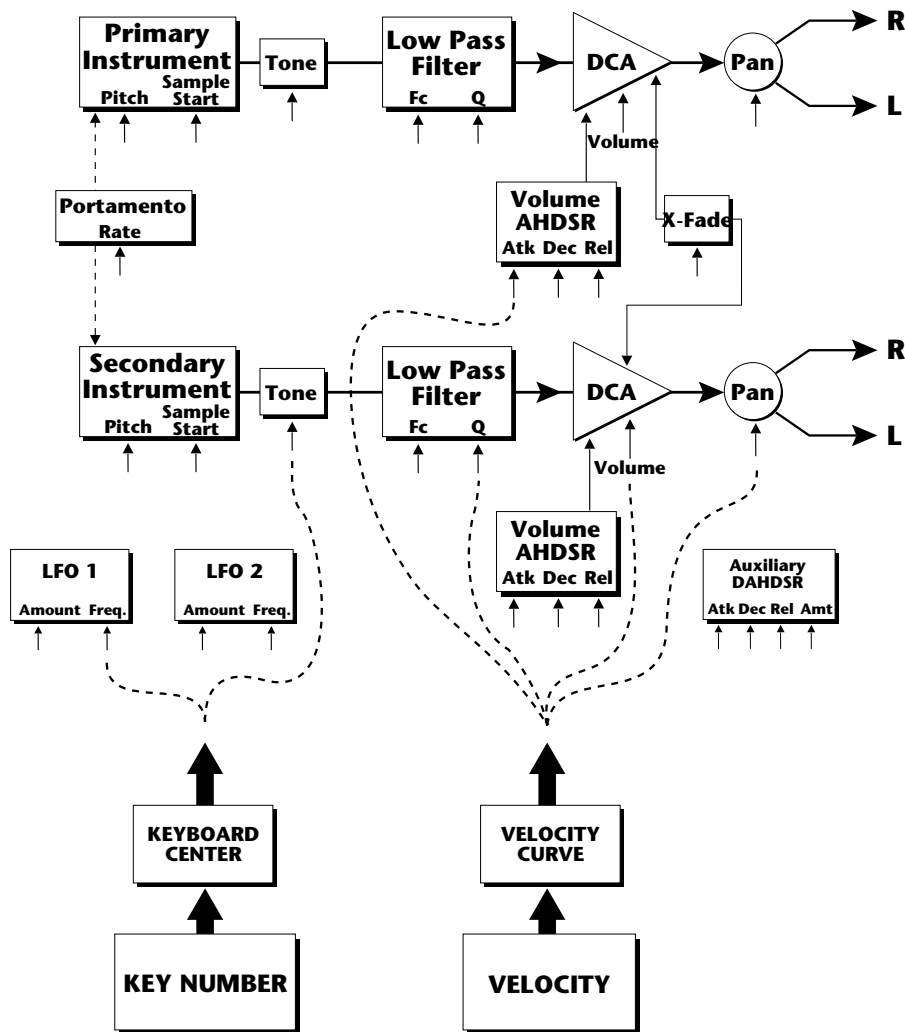 Primary
Instrument
Sample
Pitch Start
Tone
Low Pass
Filter
Fc Q
DCA
Pan
R
L
Volume
Portamento
Rate
Volume
AHDSR
Atk Dec Rel
X-Fade
Secondary
Instrument
Sample
Pitch Start
Tone
Low Pass
Filter
Fc Q
DCA
Pan
R
L
Volume
LFO 1
Amount Freq.
LFO 2
Amount Freq.
Volume
AHDSR
Atk Dec Rel
Auxiliary
DAHDSR
Atk Dec Rel Amt
KEYBOARD
CENTER
VELOCITY
CURVE
KEY NUMBER
VELOCITY